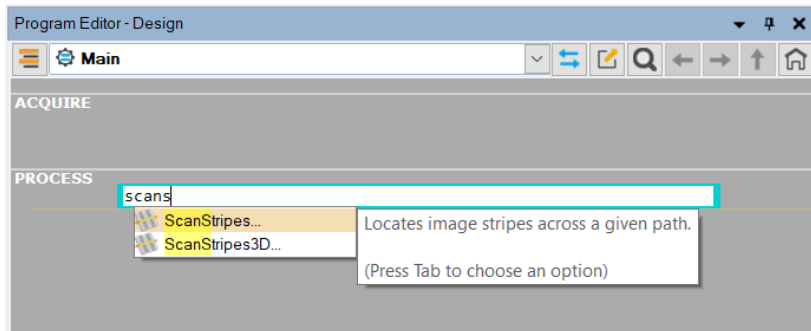 Program Editor - Design
Main
ACQUIRE
PROCESS
scans
ScanStripes...
ScanStripes3D...
Locates image stripes across a given path.
(Press Tab to choose an option)